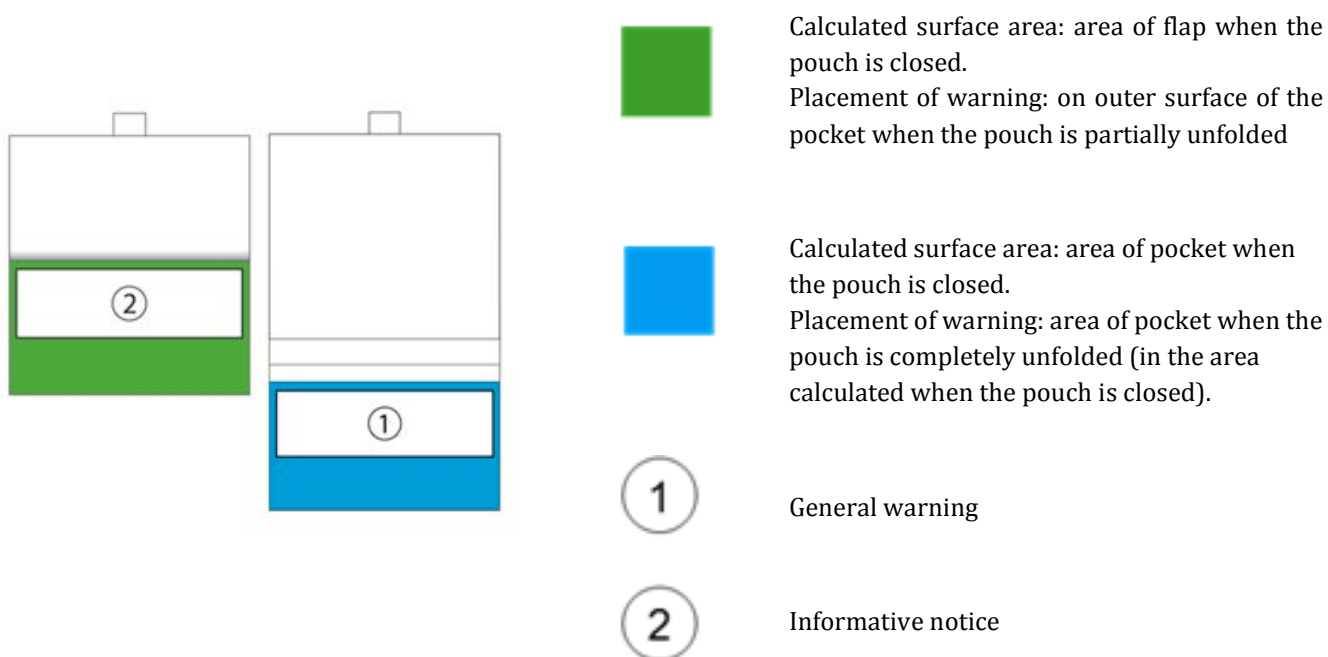 Calculated surface area: area of flap when the
pouch is closed.
Placement of warning: on outer surface of the
pocket when the pouch is partially unfolded
②
Calculated surface area: area of pocket when
the pouch is closed.
Placement of warning: area of pocket when the
pouch is completely unfolded (in the area
calculated when the pouch is closed).
①
1 General warning
2 Informative notice